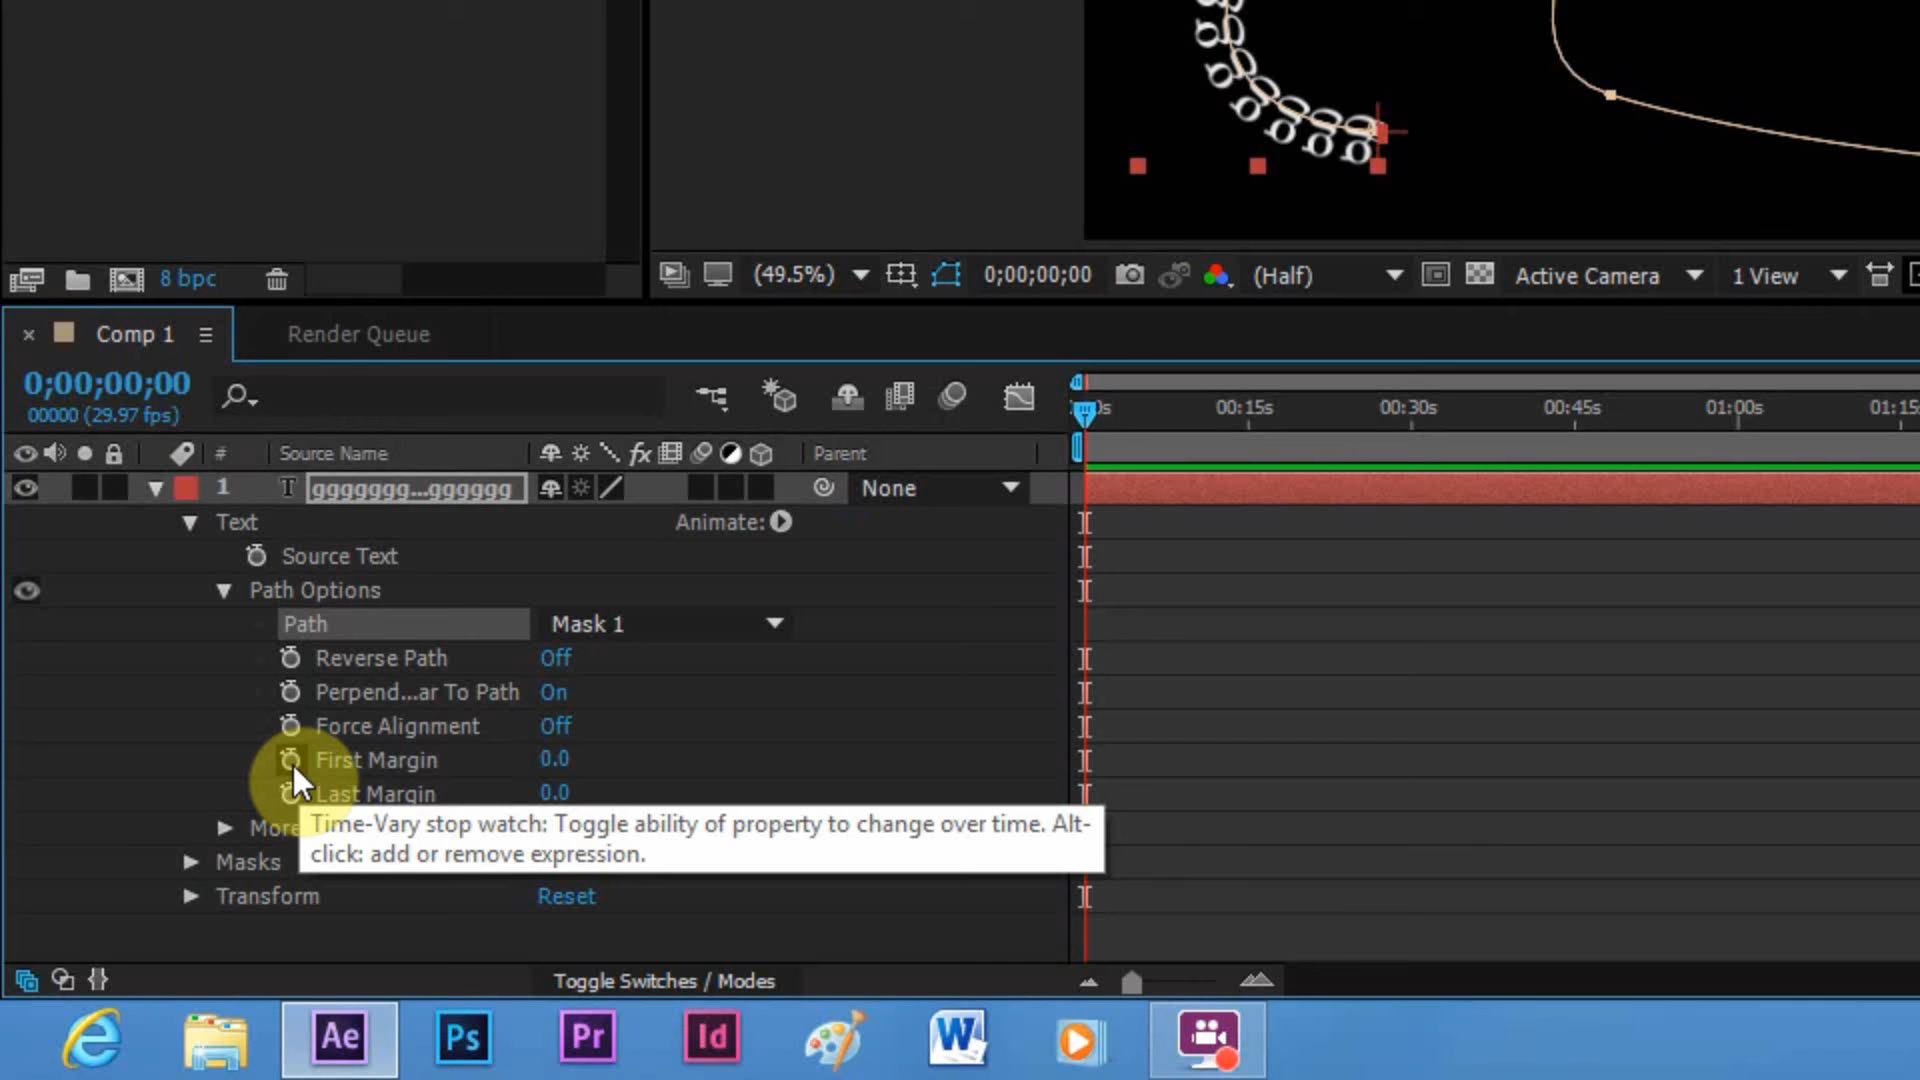 g g g g g g g g g
8 bpc
(49.5%)
0;00;00;00
(Half)
Active Camera
1 View
× Comp 1
Render Queue
0;00;00;00
00000 (29.97 fps)
0s
00:15s
00:30s
00:45s
01:00s
01:15s
#
Source Name
fx
Parent
1
T
ggggggg...gggggg
None
Text
Animate:
Source Text
Path Options
Path
Mask 1
Reverse Path
Off
Perpend...ar To Path
On
Force Alignment
Off
First Margin
0.0
Last Margin
0.0
More
Time-Vary stop watch: Toggle ability of property to change over time. Alt-
click: add or remove expression.
Masks
Transform
Reset
Toggle Switches / Modes
Ae
Ps
Pr
Id
W